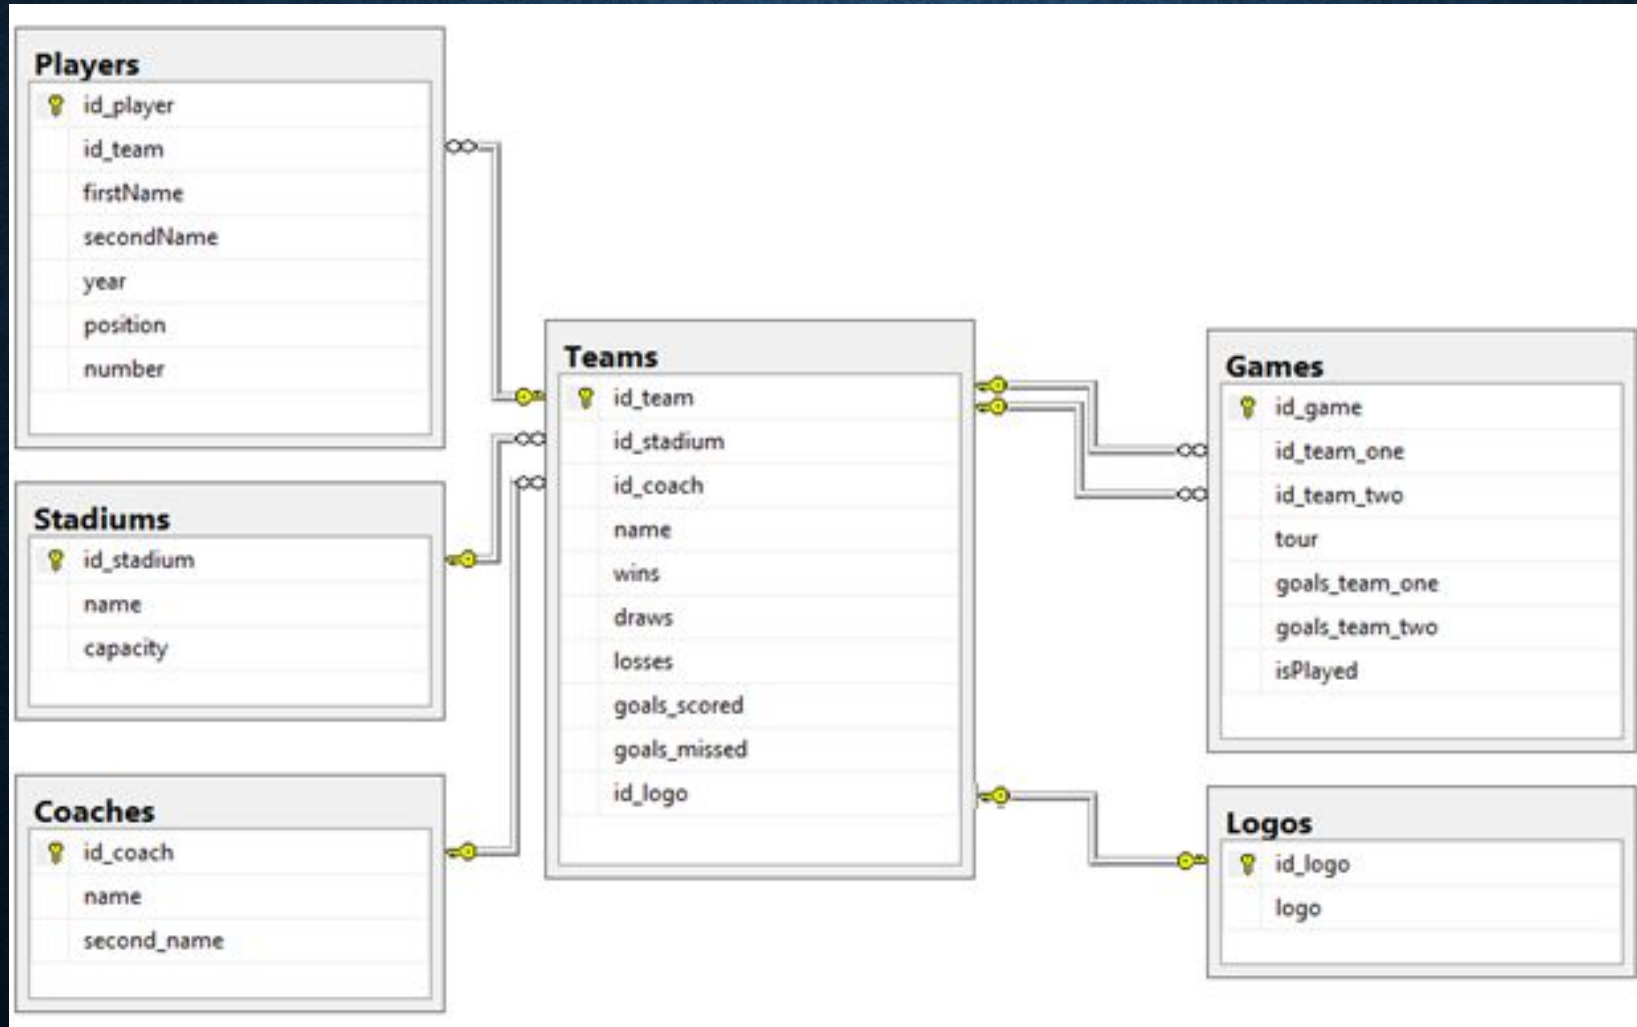 Players
id_player
id_team
firstName
secondName
year
position
number
Stadiums
id_stadium
name
capacity
Coaches
id_coach
name
second_name
Teams
id_team
id_stadium
id_coach
name
wins
draws
losses
goals_scored
goals_missed
id_logo
Games
id_game
id_team_one
id_team_two
tour
goals_team_one
goals_team_two
isPlayed
Logos
id_logo
logo